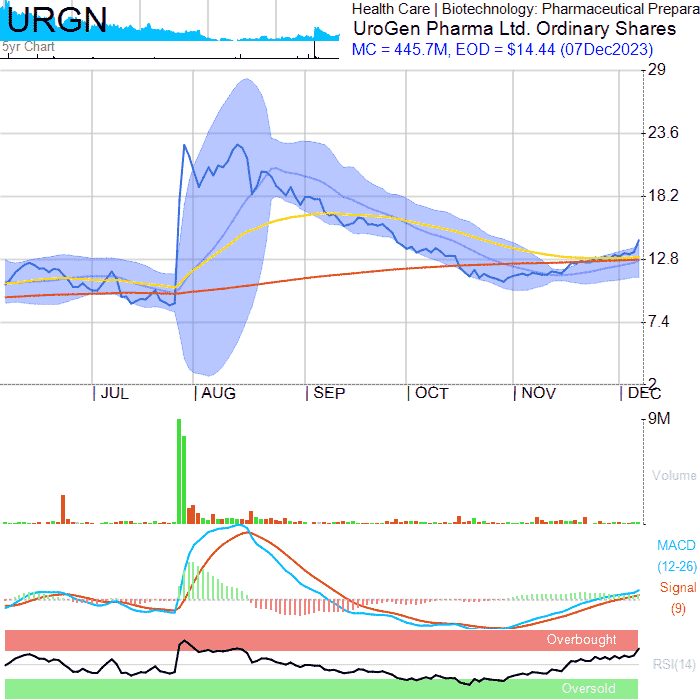 URGN
5yr Chart
Health Care | Biotechnology: Pharmaceutical Prepara
UroGen Pharma Ltd. Ordinary Shares
MC = 445.7M, EOD = $14.44 (07Dec2023)
29
23.6
18.2
12.8
7.4
2
JUL AUG SEP OCT NOV DEC
9M
Volume
MACD
(12-26)
Signal
(9)
Overbought
RSI(14)
Oversold